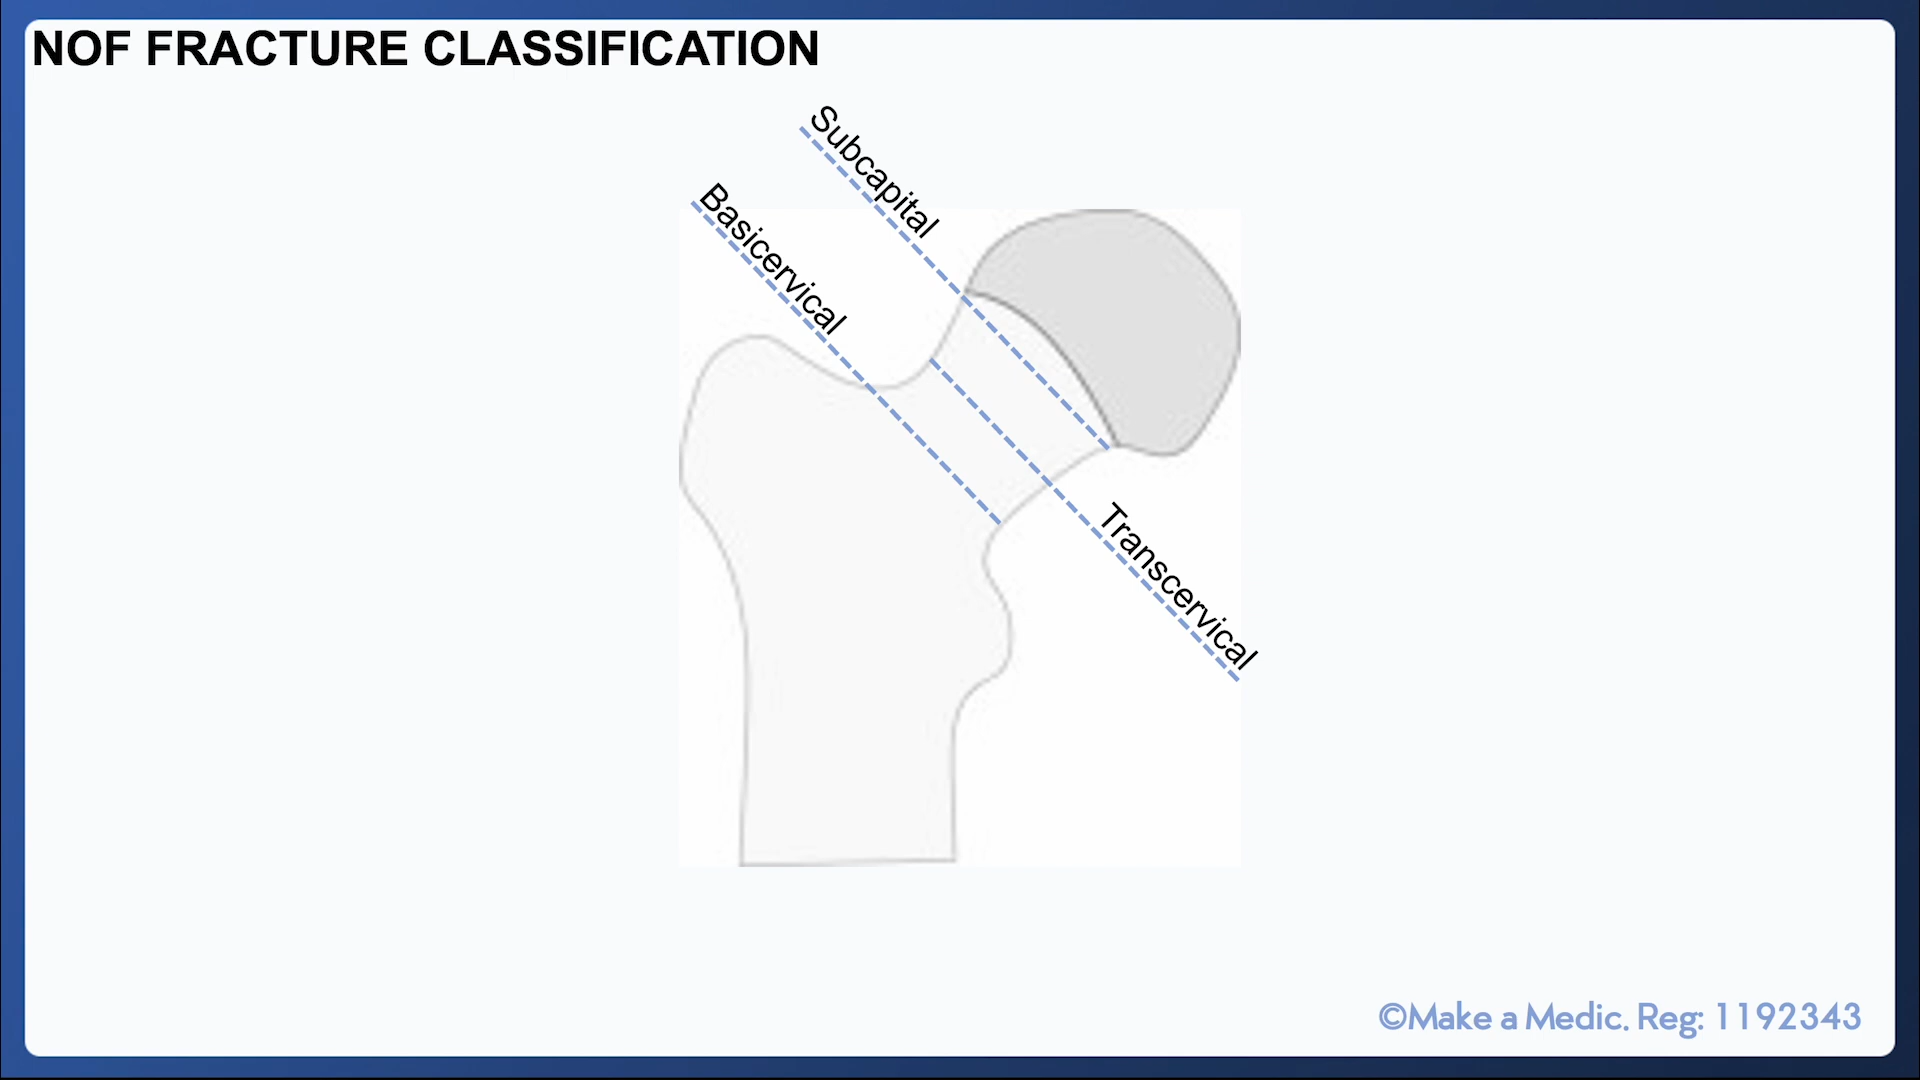 NOF FRACTURE CLASSIFICATION
Subcapital
Basicervical
Transcervical
©Make a Medic. Reg: 1192343